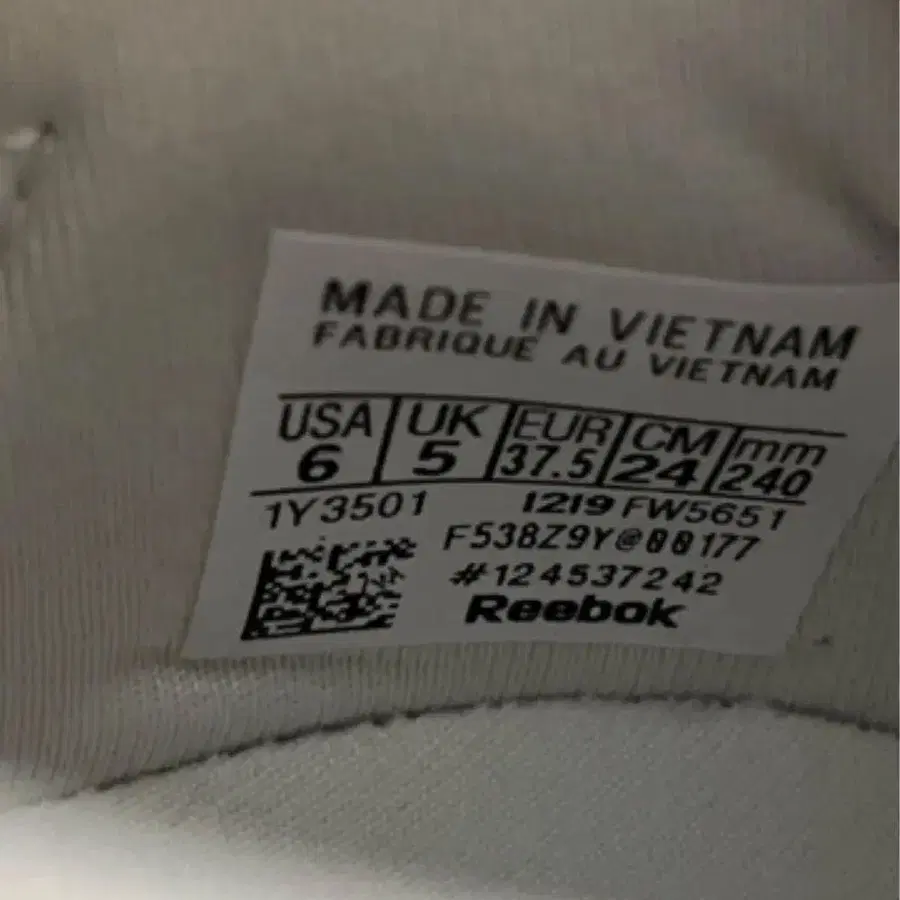 MADE IN VIETNAM
FABRIQUE AU VIETNAM
USA UK EUR CM mm
6 5 37.5 24 240
1Y3501 1219 FW5651
F538Z9Y@00177
#124537242
Reebok